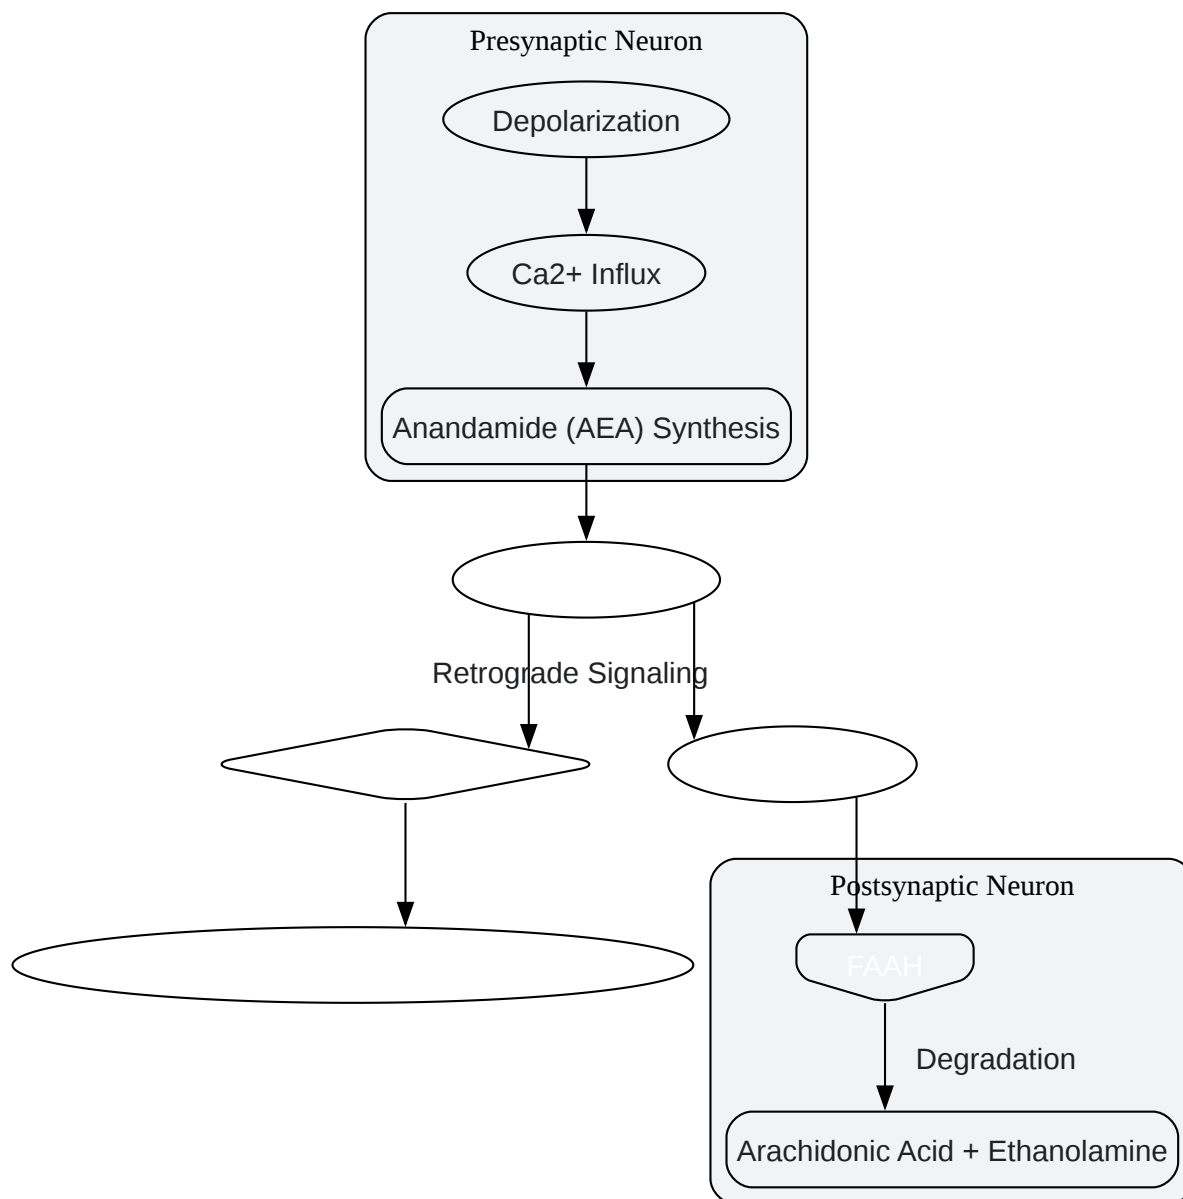 Presynaptic Neuron
Depolarization
Ca2+ Influx
Anandamide (AEA) Synthesis
Retrograde Signaling
Postsynaptic Neuron
FAAH
Degradation
Arachidonic Acid + Ethanolamine